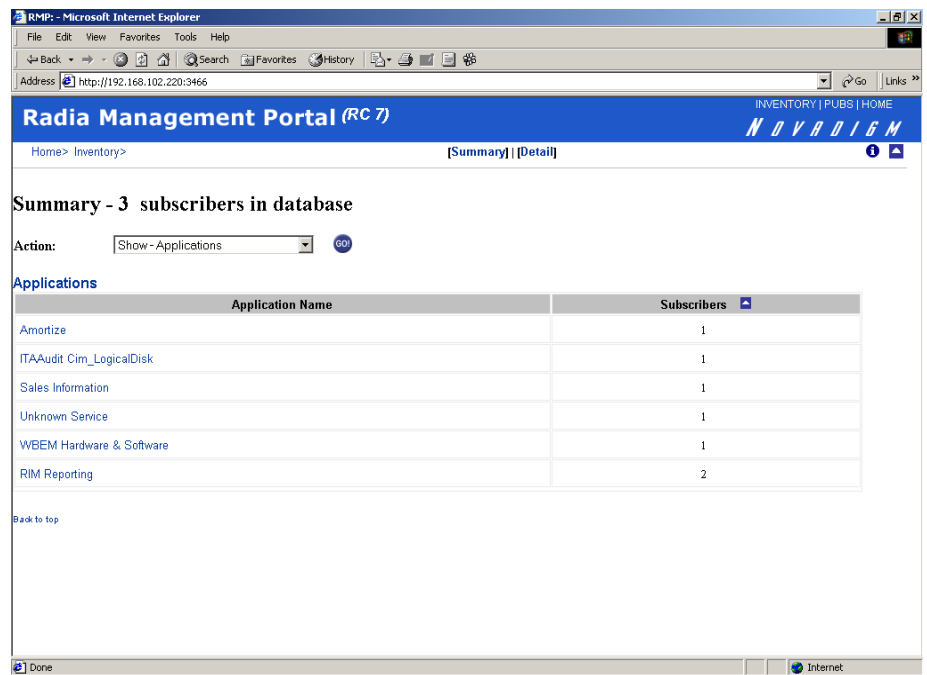 RMP: - Microsoft Internet Explorer
File Edit View Favorites Tools Help
Back Search Favorites History
Address http://192.168.102.220:3466 Go Links »
INVENTORY | PUBS | HOME
Radia Management Portal (RC 7)
NOVADIGM
Home> Inventory> [Summary] | [Detail]
Summary - 3 subscribers in database
Action: Show - Applications GO!
Applications
Application Name Subscribers
Amortize 1
ITAAudit Cim_LogicalDisk 1
Sales Information 1
Unknown Service 1
WBEM Hardware & Software 1
RIM Reporting 2
Back to top
Done Internet